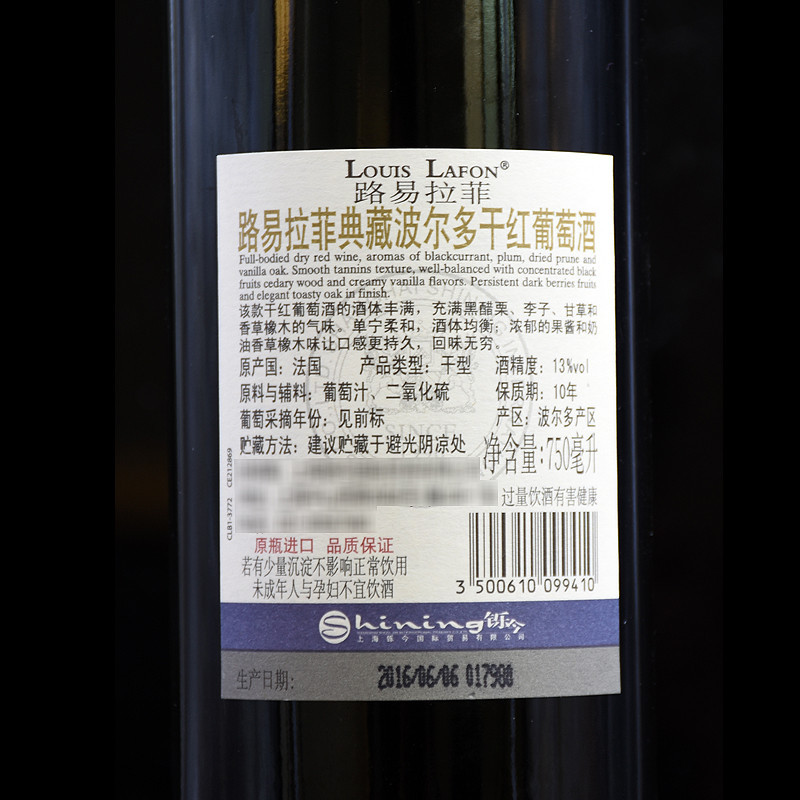 LOUIS LAFON®
路易拉菲
路易拉菲典藏波尔多干红葡萄酒
Full-bodied dry red wine, aromas of blackcurrant, plum, dried prune and
vanilla oak. Smooth tannins texture, well-balanced with concentrated black
fruits cedary wood and creamy vanilla flavors. Persistent dark berries fruits
and elegant toasty oak in finish.
该款干红葡萄酒的酒体丰满，充满黑醋栗、李子、甘草和
香草橡木的气味。单宁柔和，酒体均衡；浓郁的果酱和奶
油香草橡木味让口感更持久，回味无穷。
原产国：法国 产品类型：干型 酒精度：13%vol
原料与辅料：葡萄汁、二氧化硫 保质期：10年
葡萄采摘年份：见前标 产区：波尔多产区
贮藏方法：建议贮藏于避光阴凉处 净含量：750毫升
过量饮酒有害健康
CLB1-3772 CE212869
原瓶进口 品质保证
若有少量沉淀不影响正常饮用
未成年人与孕妇不宜饮酒
3 500610 099410
Shining 铄今
上海铄今国际贸易有限公司
生产日期： 2016/06/06 017980
SINCE